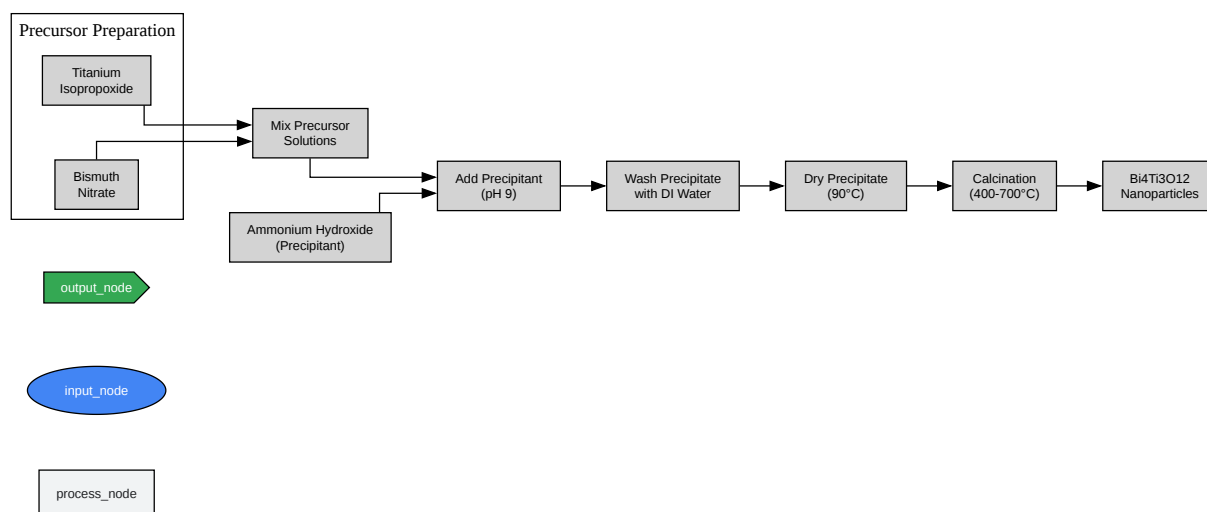 Precursor Preparation
Titanium
Isopropoxide
Bismuth
Nitrate
Mix Precursor
Solutions
Ammonium Hydroxide
(Precipitant)
Add Precipitant
(pH 9)
Wash Precipitate
with DI Water
Dry Precipitate
(90°C)
Calcination
(400-700°C)
Bi4Ti3O12
Nanoparticles
output_node
input_node
process_node